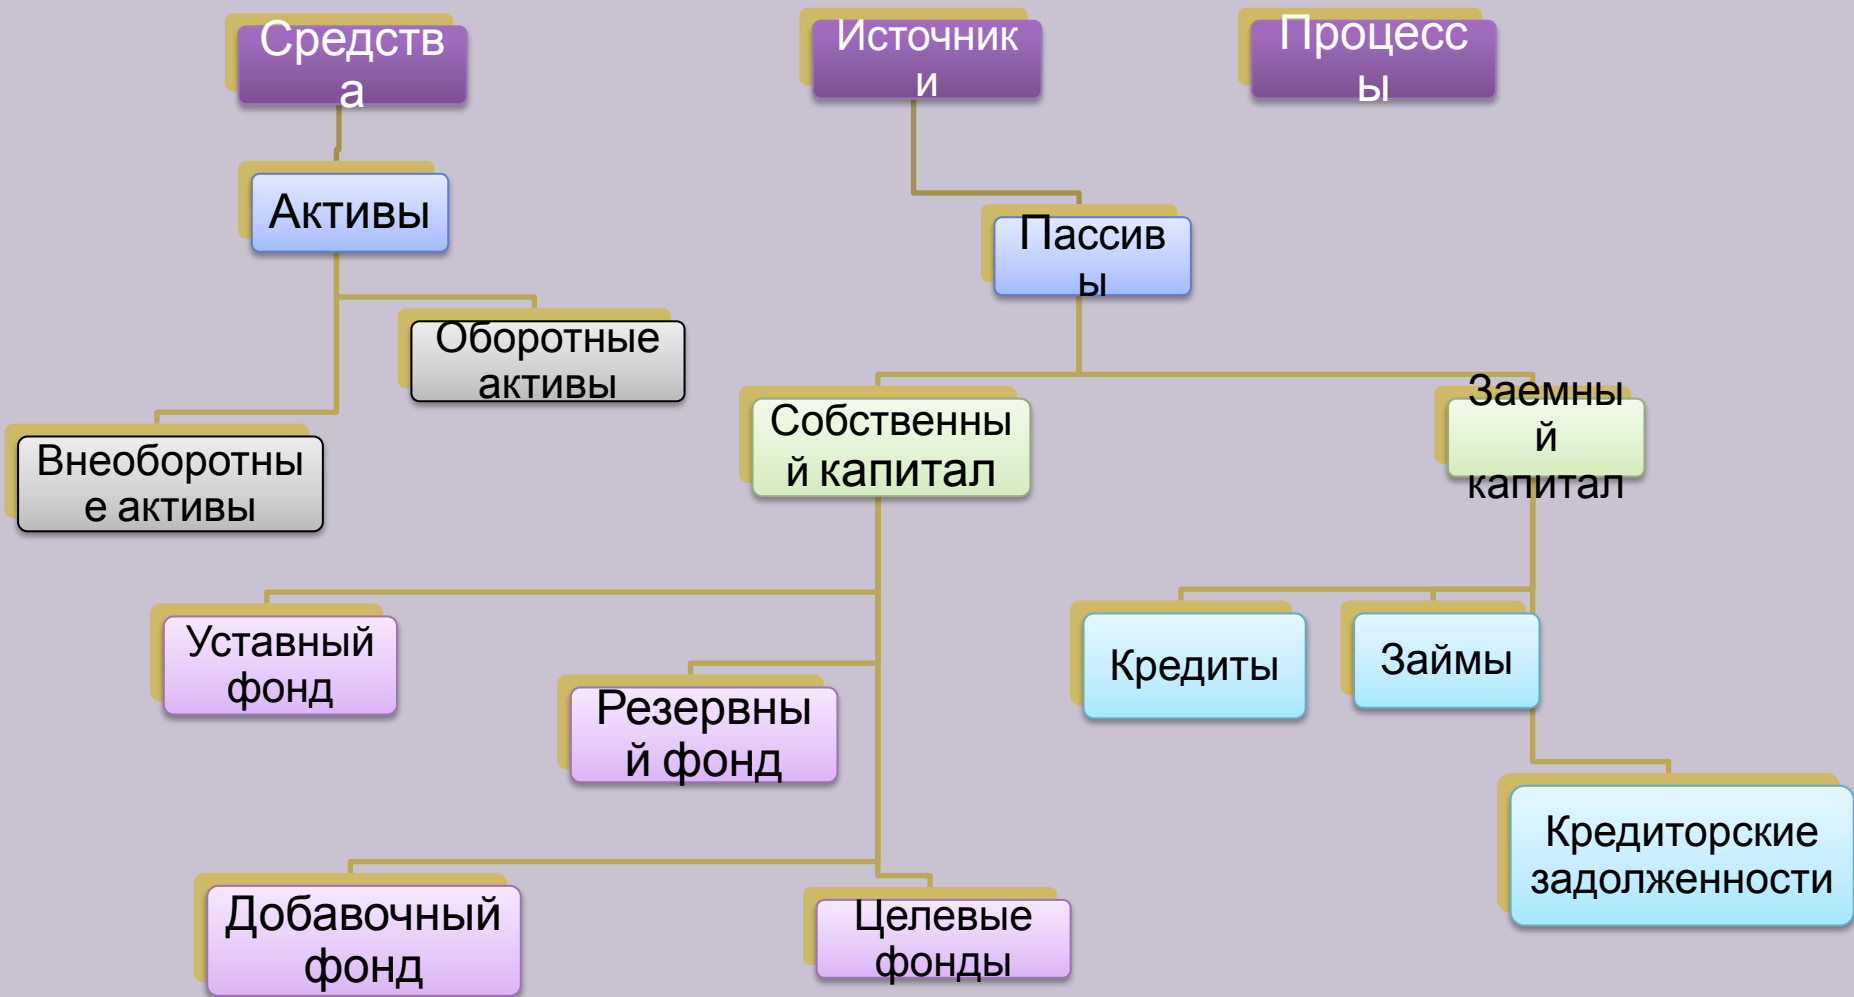 Средств
а
Источник
и
Процесс
ы
Активы
Пассив
ы
Оборотные
активы
Внеоборотны
е активы
Собственны
й капитал
Заемны
й
капитал
Уставный
фонд
Резервны
й фонд
Кредиты
Займы
Кредиторские
задолженности
Добавочный
фонд
Целевые
фонды